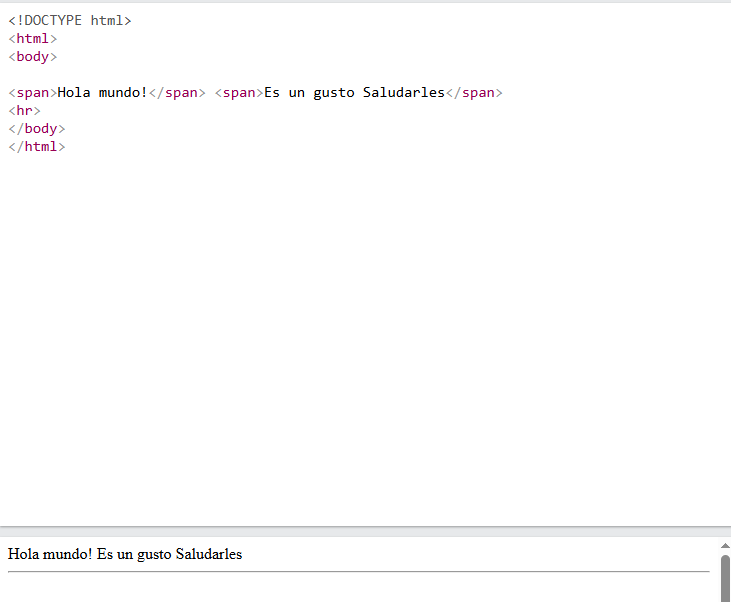 <!DOCTYPE html>
<html>
<body>
<span>Hola mundo!</span> <span>Es un gusto Saludarles</span>
<hr>
</body>
</html>
Hola mundo! Es un gusto Saludarles